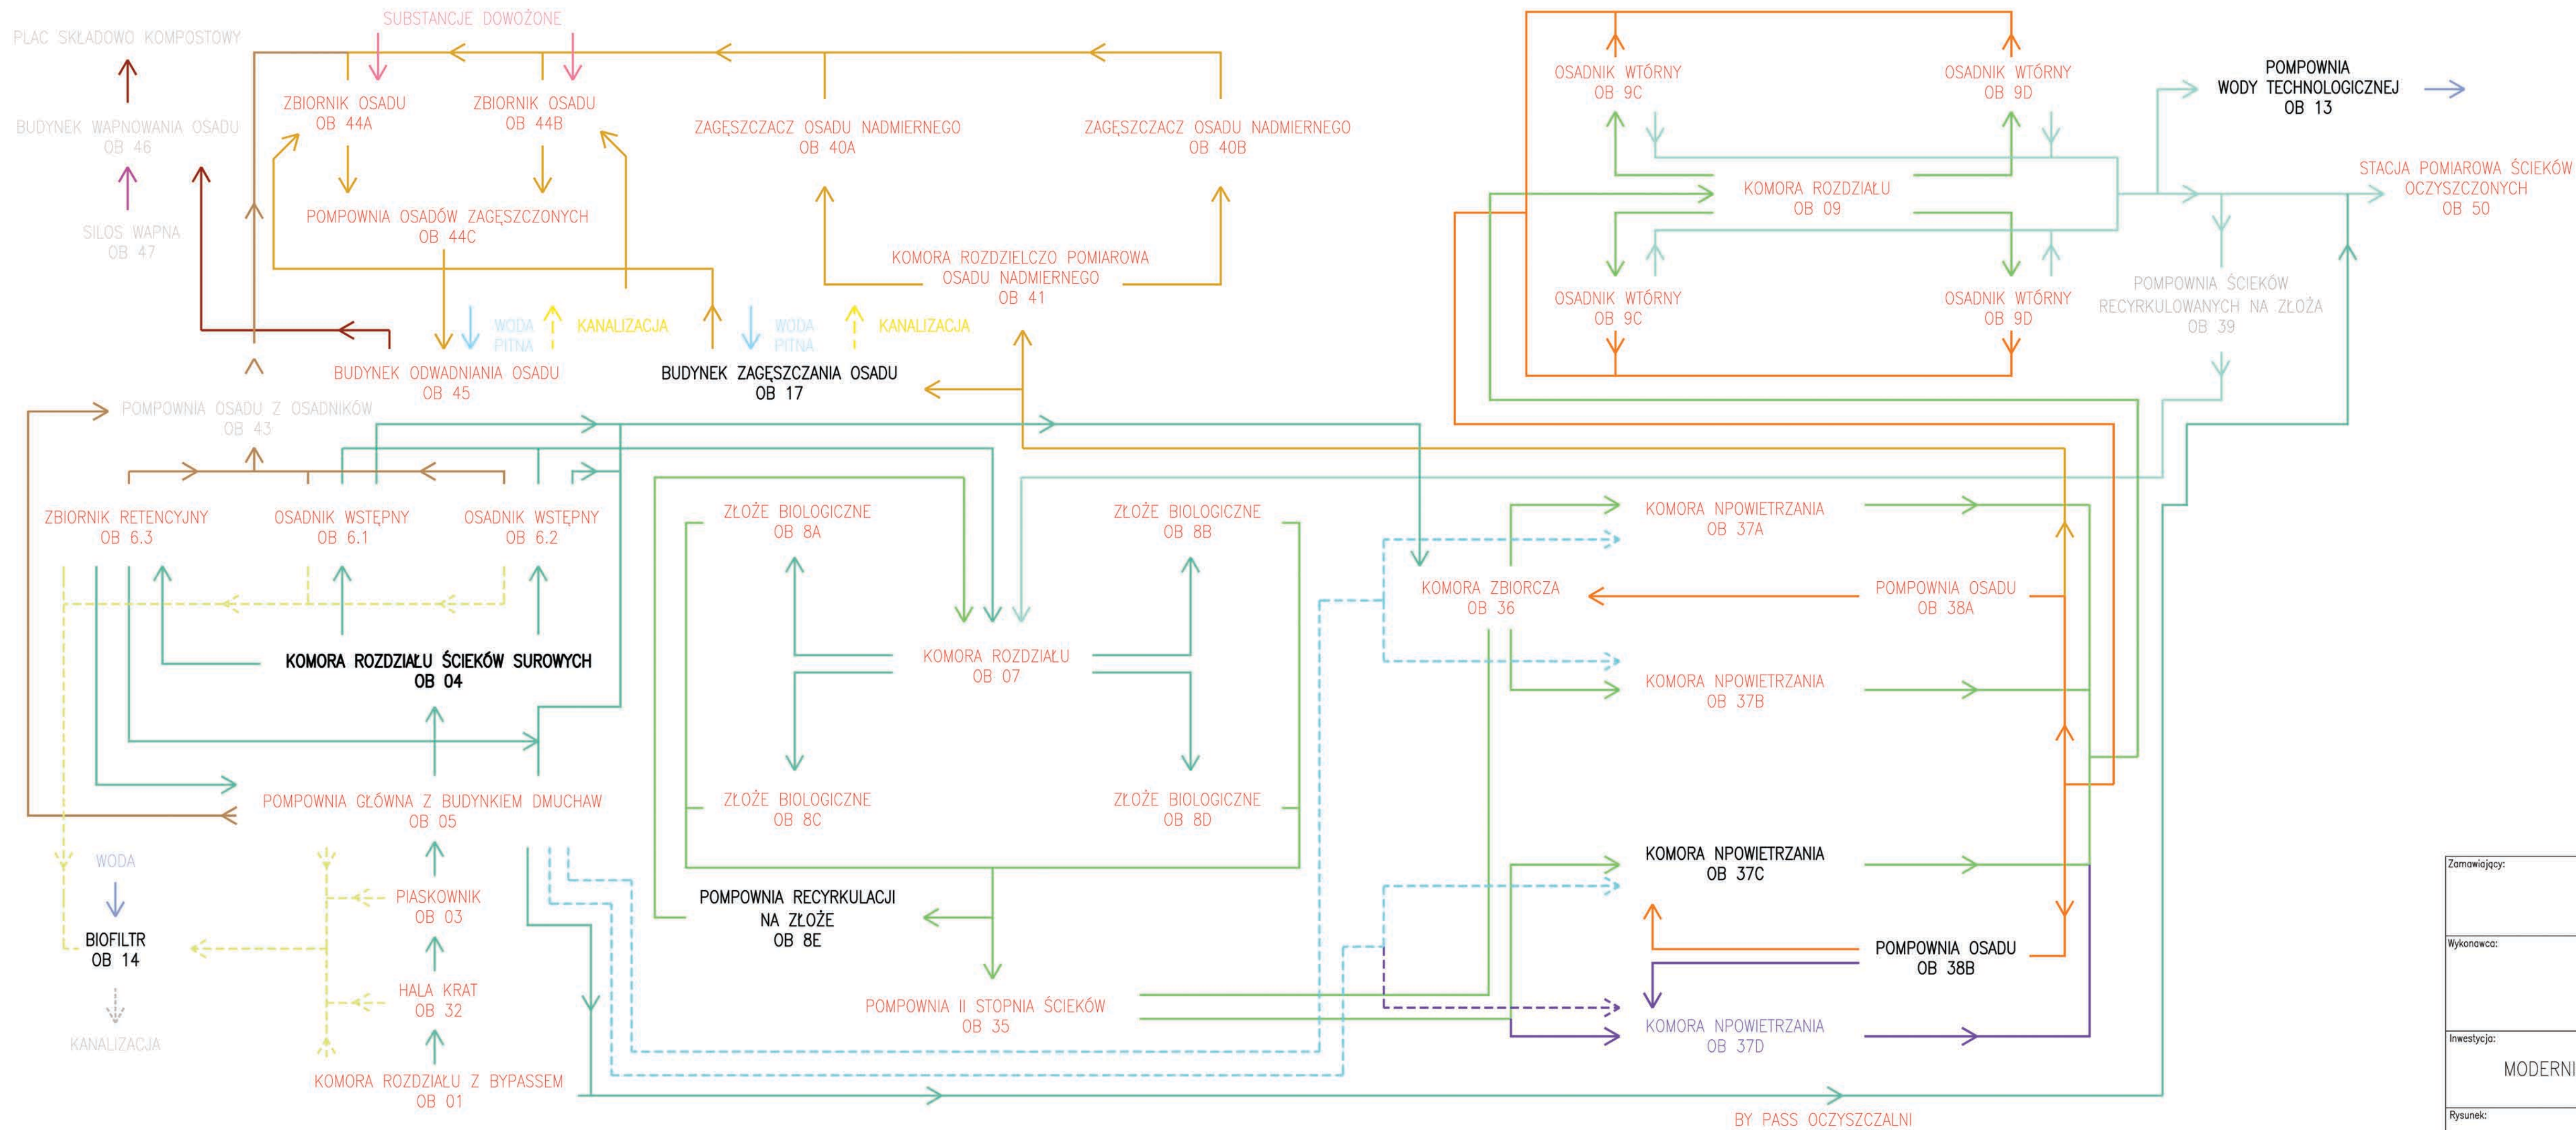 SUBSTANCJE DOWOŻONE
PLAC SKŁADOWO KOMPOSTOWY
BUDYNEK WAPNOWANIA OSADU
OB 46
SILOS WAPNA
OB 47
ZBIORNIK OSADU
OB 44A
ZBIORNIK OSADU
OB 44B
POMPOWNIA OSADÓW ZAGĘSZCZONYCH
OB 44C
ZAGĘSZCZACZ OSADU NADMIERNEGO
OB 40A
ZAGĘSZCZACZ OSADU NADMIERNEGO
OB 40B
KOMORA ROZDZIELCZO POMIAROWA
OSADU NADMIERNEGO
OB 41
WODA
PITNA
KANALIZACJA
WODA
PITNA
KANALIZACJA
BUDYNEK ODWADNIANIA OSADU
OB 45
BUDYNEK ZAGĘSZCZANIA OSADU
OB 17
POMPOWNIA OSADU Z OSADNIKÓW
OB 43
OSADNIK WTÓRNY
OB 9C
OSADNIK WTÓRNY
OB 9D
KOMORA ROZDZIAŁU
OB 09
OSADNIK WTÓRNY
OB 9C
OSADNIK WTÓRNY
OB 9D
POMPOWNIA
WODY TECHNOLOGICZNEJ
OB 13
STACJA POMIAROWA ŚCIEKÓW
OCZYSZCZONYCH
OB 50
POMPOWNIA ŚCIEKÓW
RECYRKULOWANYCH NA ZŁOŻA
OB 39
ZBIORNIK RETENCYJNY
OB 6.3
OSADNIK WSTĘPNY
OB 6.1
OSADNIK WSTĘPNY
OB 6.2
KOMORA ROZDZIAŁU ŚCIEKÓW SUROWYCH
OB 04
POMPOWNIA GŁÓWNA Z BUDYNKIEM DMUCHAW
OB 05
WODA
BIOFILTR
OB 14
KANALIZACJA
PIASKOWNIK
OB 03
HALA KRAT
OB 32
KOMORA ROZDZIAŁU Z BYPASSEM
OB 01
ZŁOŻE BIOLOGICZNE
OB 8A
ZŁOŻE BIOLOGICZNE
OB 8B
KOMORA ROZDZIAŁU
OB 07
ZŁOŻE BIOLOGICZNE
OB 8C
ZŁOŻE BIOLOGICZNE
OB 8D
POMPOWNIA RECYRKULACJI
NA ZŁOŻE
OB 8E
POMPOWNIA II STOPNIA ŚCIEKÓW
OB 35
KOMORA ZBIORCZA
OB 36
KOMORA NPOWIETRZANIA
OB 37A
POMPOWNIA OSADU
OB 38A
KOMORA NPOWIETRZANIA
OB 37B
KOMORA NPOWIETRZANIA
OB 37C
POMPOWNIA OSADU
OB 38B
KOMORA NPOWIETRZANIA
OB 37D
BY PASS OCZYSZCZALNI
Zamawiający:
Wykonawca:
Inwestycja:
MODERNI
Rysunek: